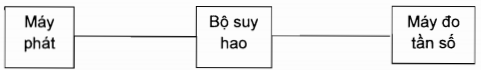 Máy
phát
Bộ suy
hao
Máy đo
tần số